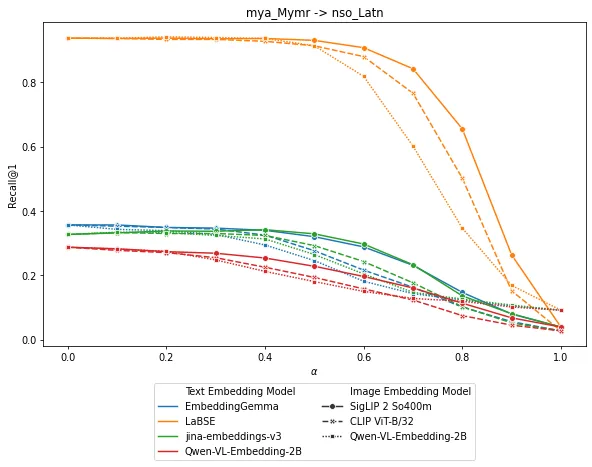 mya_Mymr -> nso_Latn
Recall@1
0.8
0.6
0.4
0.2
0.0
0.0 0.2 0.4 0.6 0.8 1.0
α
Text Embedding Model
EmbeddingGemma
LaBSE
jina-embeddings-v3
Qwen-VL-Embedding-2B
Image Embedding Model
SigLIP 2 So400m
CLIP ViT-B/32
Qwen-VL-Embedding-2B